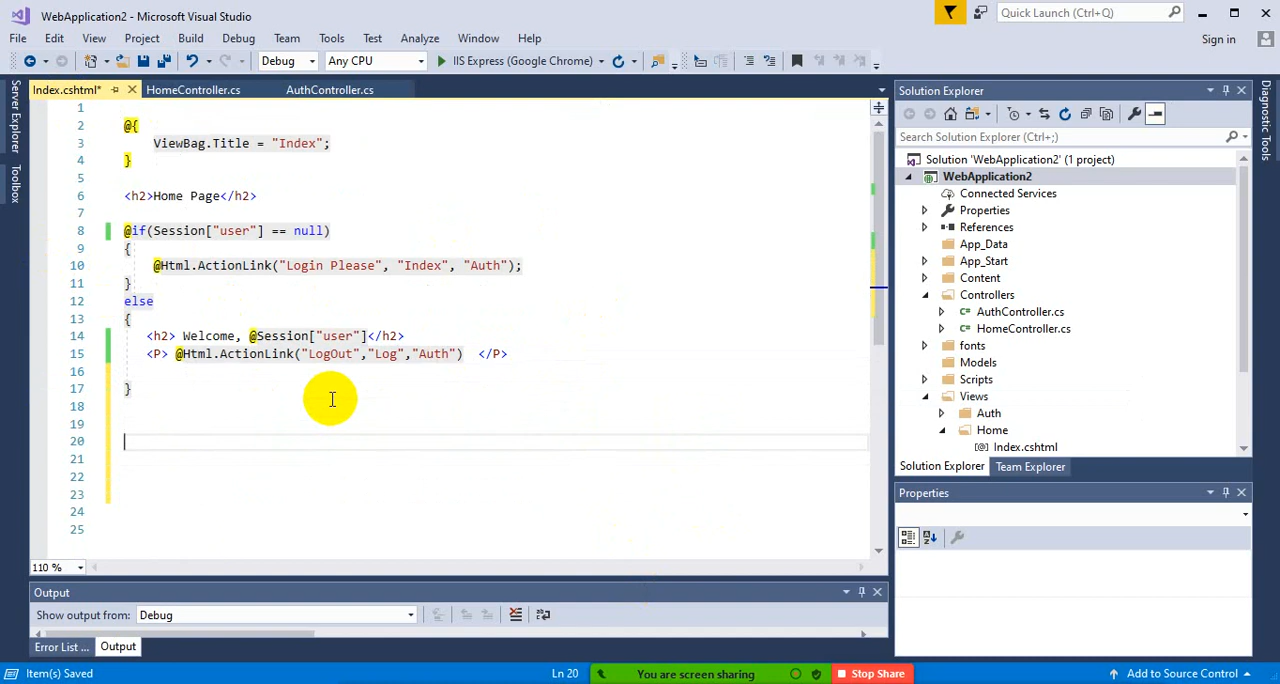 WebApplication2 - Microsoft Visual Studio
Quick Launch (Ctrl+Q)
File Edit View Project Build Debug Team Tools Test Analyze Window Help
Sign in
Debug Any CPU IIS Express (Google Chrome)
Server Explorer
Toolbox
Index.cshtml* HomeController.cs AuthController.cs
1
2 @{
3 ViewBag.Title = "Index";
4 }
5
6 <h2>Home Page</h2>
7
8 @if(Session["user"] == null)
9 {
10 @Html.ActionLink("Login Please", "Index", "Auth");
11 }
12 else
13 {
14 <h2> Welcome, @Session["user"]</h2>
15 <P> @Html.ActionLink("LogOut","Log","Auth") </P>
16
17 }
18
19
20
21
22
23
24
25
110 %
Output
Show output from: Debug
Error List ... Output
Solution Explorer
Search Solution Explorer (Ctrl+;)
Solution 'WebApplication2' (1 project)
WebApplication2
Connected Services
Properties
References
App_Data
App_Start
Content
Controllers
C# AuthController.cs
C# HomeController.cs
fonts
Models
Scripts
Views
Auth
Home
[@] Index.cshtml
Solution Explorer Team Explorer
Properties
Diagnostic Tools
Item(s) Saved
Ln 20
You are screen sharing
Stop Share
Add to Source Control